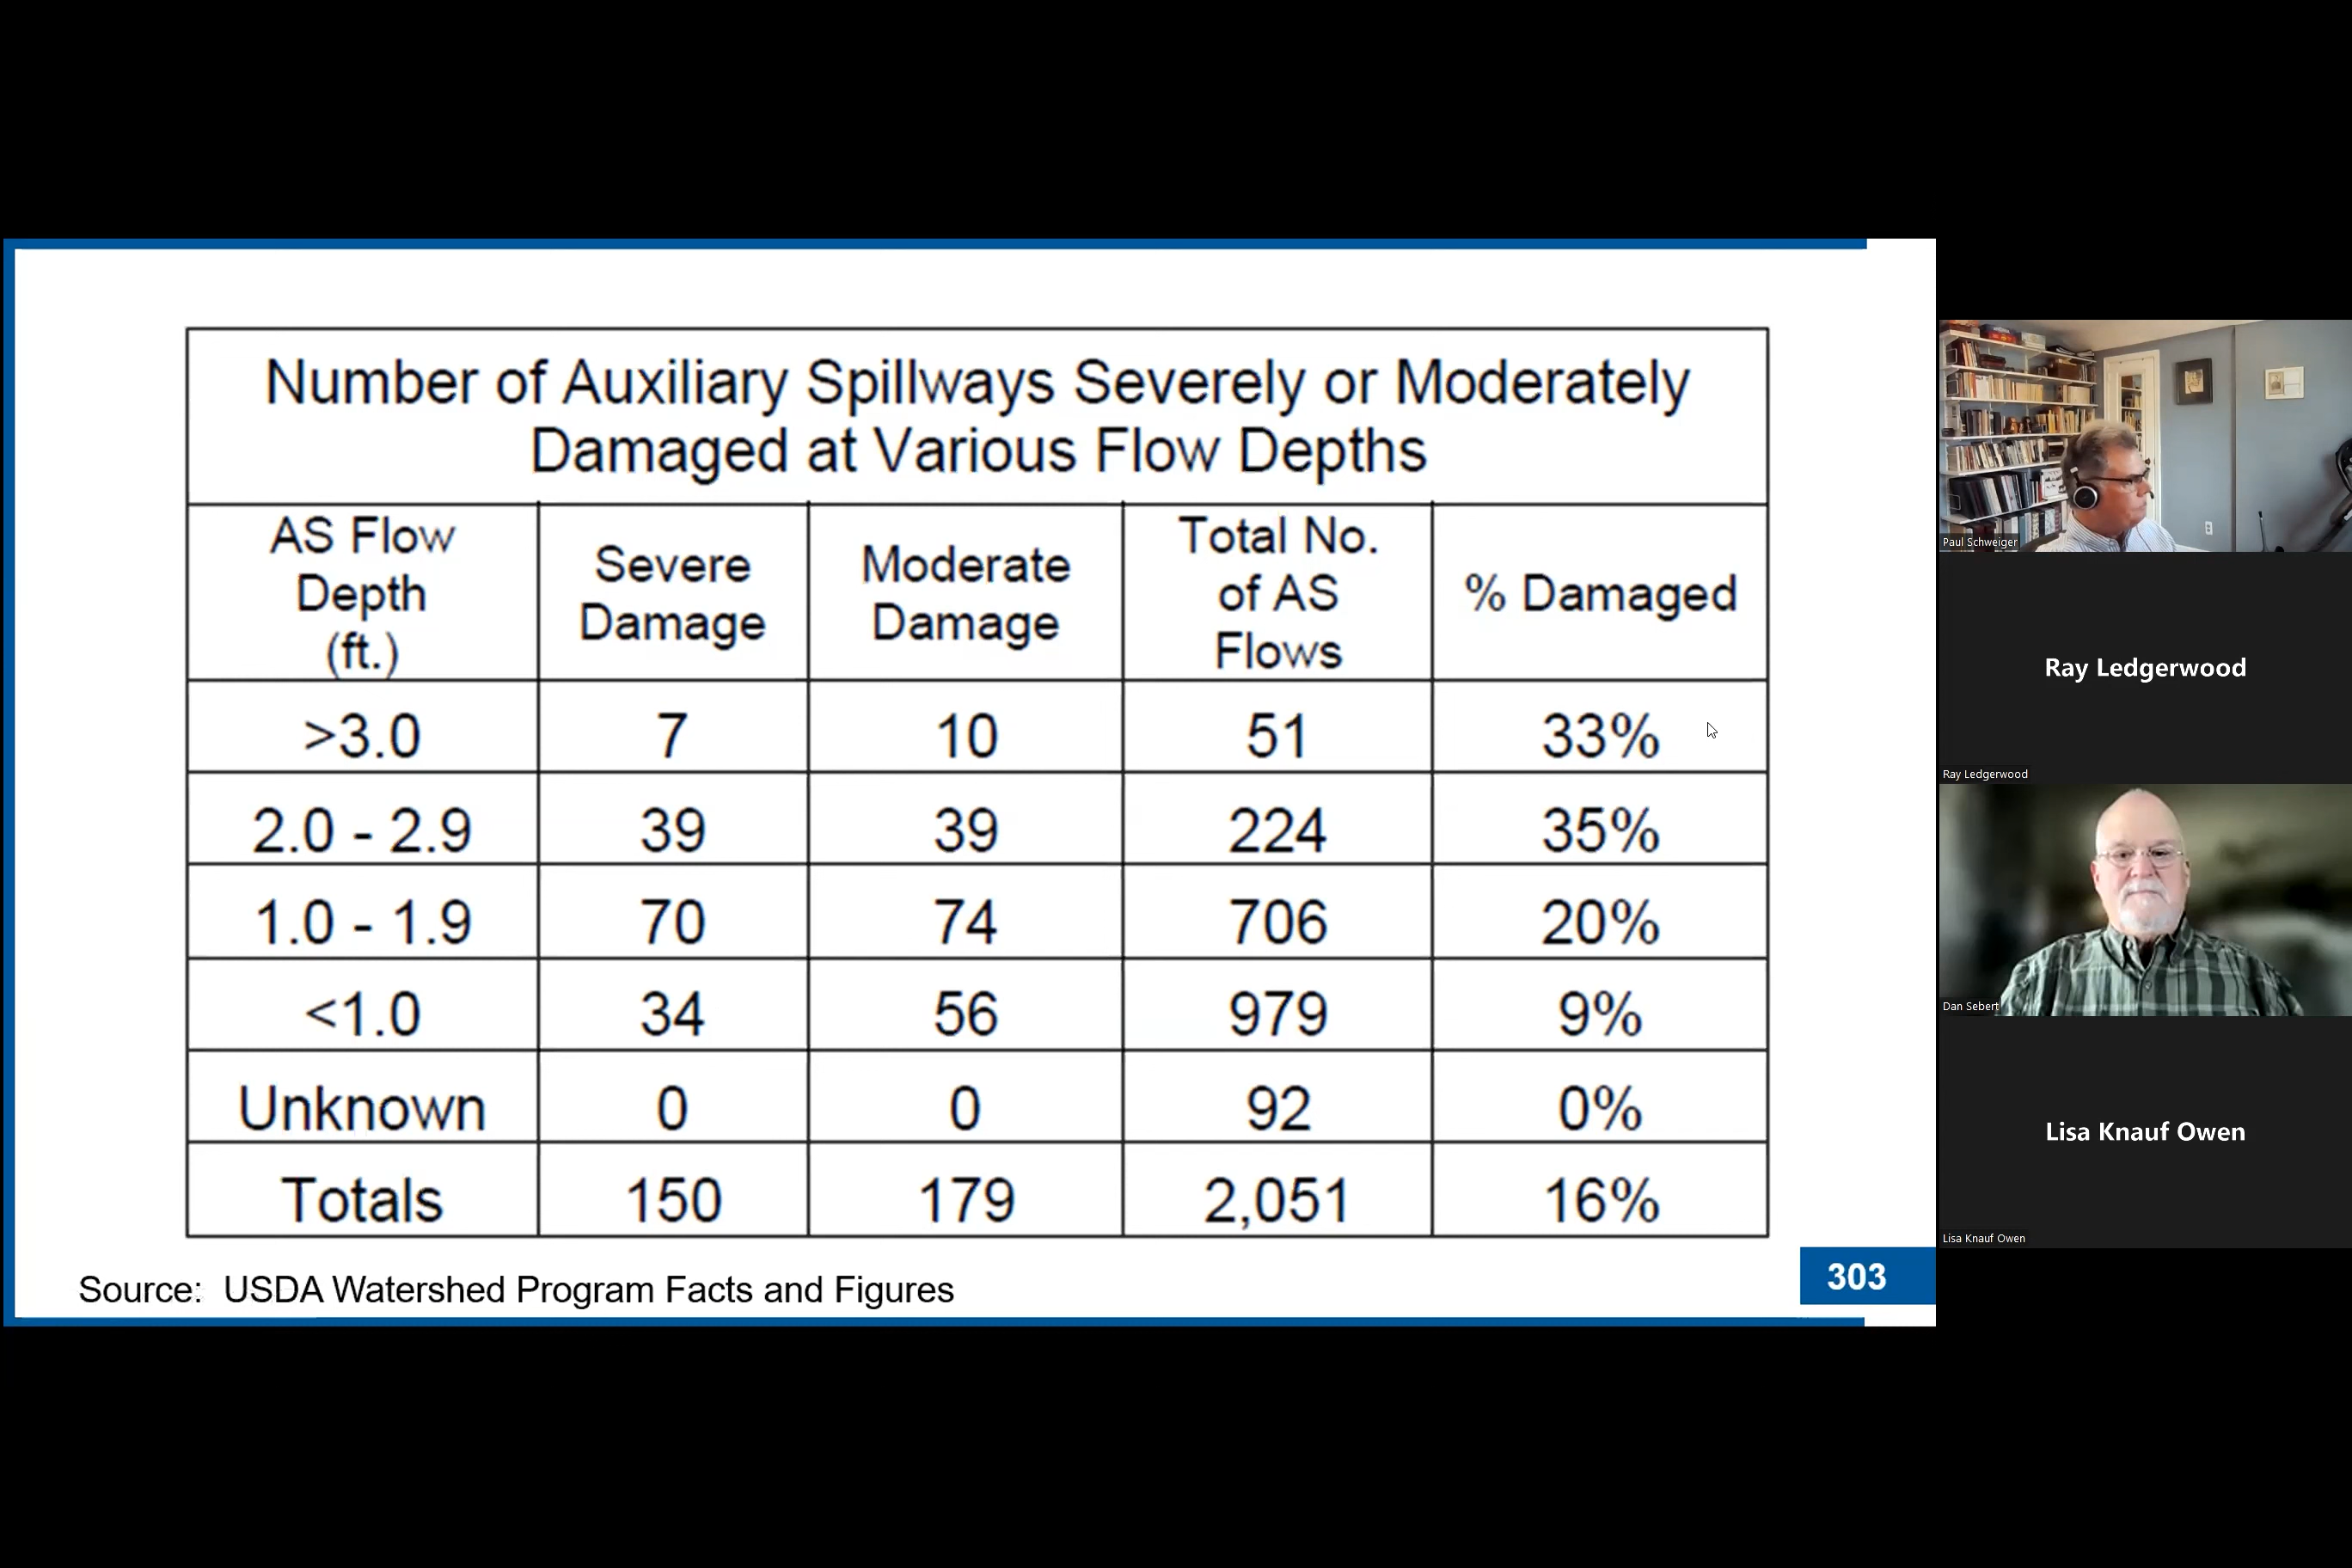 Number of Auxiliary Spillways Severely or Moderately
Damaged at Various Flow Depths
AS Flow
Depth
(ft.)
Severe
Damage
Moderate
Damage
Total No.
of AS
Flows
% Damaged
>3.0 7 10 51 33%
2.0 - 2.9 39 39 224 35%
1.0 - 1.9 70 74 706 20%
<1.0 34 56 979 9%
Unknown 0 0 92 0%
Totals 150 179 2,051 16%
Source: USDA Watershed Program Facts and Figures
303
Paul Schweiger
Ray Ledgerwood
Ray Ledgerwood
Dan Sebert
Lisa Knauf Owen
Lisa Knauf Owen